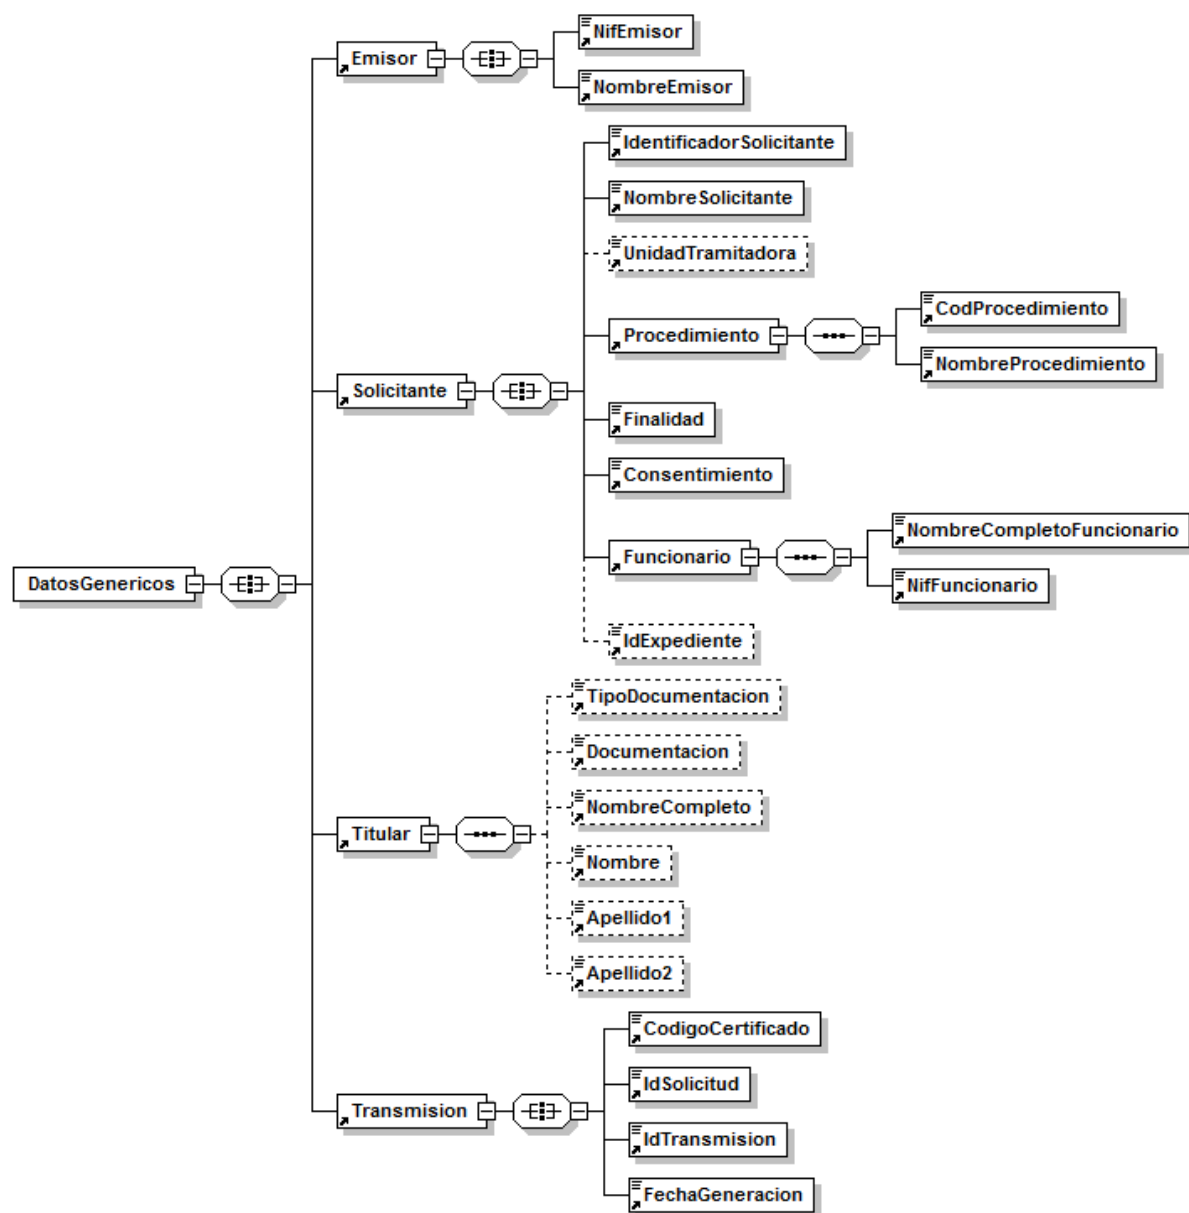 DatosGenericos
Emisor
NifEmisor
NombreEmisor
Solicitante
IdentificadorSolicitante
NombreSolicitante
UnidadTramitadora
Procedimiento
CodProcedimiento
NombreProcedimiento
Finalidad
Consentimiento
Funcionario
NombreCompletoFuncionario
NifFuncionario
IdExpediente
Titular
TipoDocumentacion
Documentacion
NombreCompleto
Nombre
Apellido1
Apellido2
Transmision
CodigoCertificado
IdSolicitud
IdTransmision
FechaGeneracion